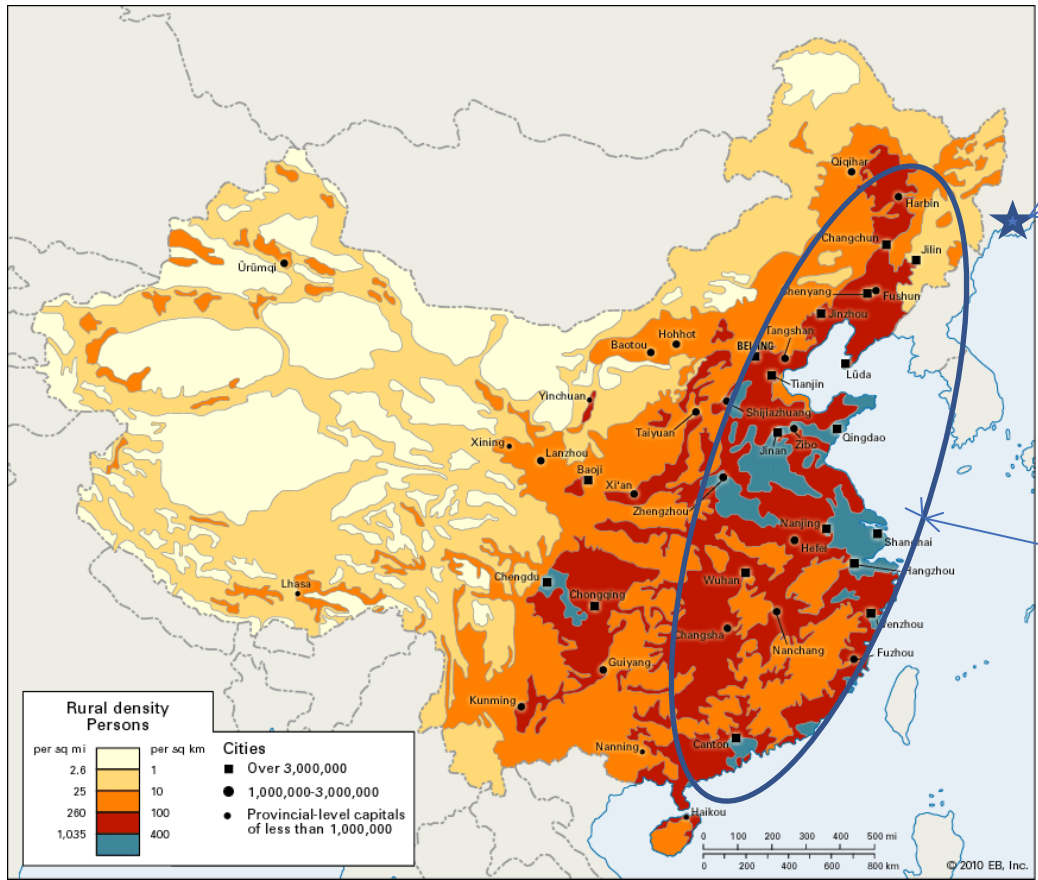 Qiqihar
Harbin
Changchun
Jilin
Ürümqi
Shenyang
Fushun
Jinzhou
Hohhot
Tangshan
Baotou
BEIJING
Lüda
Tianjin
Yinchuan
Shijiazhuang
Taiyuan
Qingdao
Xining
Zibo
Jinan
Lanzhou
Baoji
Xi'an
Zhengzhou
Nanjing
Shanghai
Hefei
Hangzhou
Chengdu
Wuhan
Lhasa
Chongqing
Wenzhou
Changsha
Nanchang
Fuzhou
Guiyang
Kunming
Nanning
Canton
Haikou
Rural density
Persons
per sq mi
per sq km
2.6
1
25
10
260
100
1,035
400
Cities
Over 3,000,000
1,000,000-3,000,000
Provincial-level capitals
of less than 1,000,000
0 100 200 300 400 500 mi
0 200 400 600 800 km
© 2010 EB, Inc.